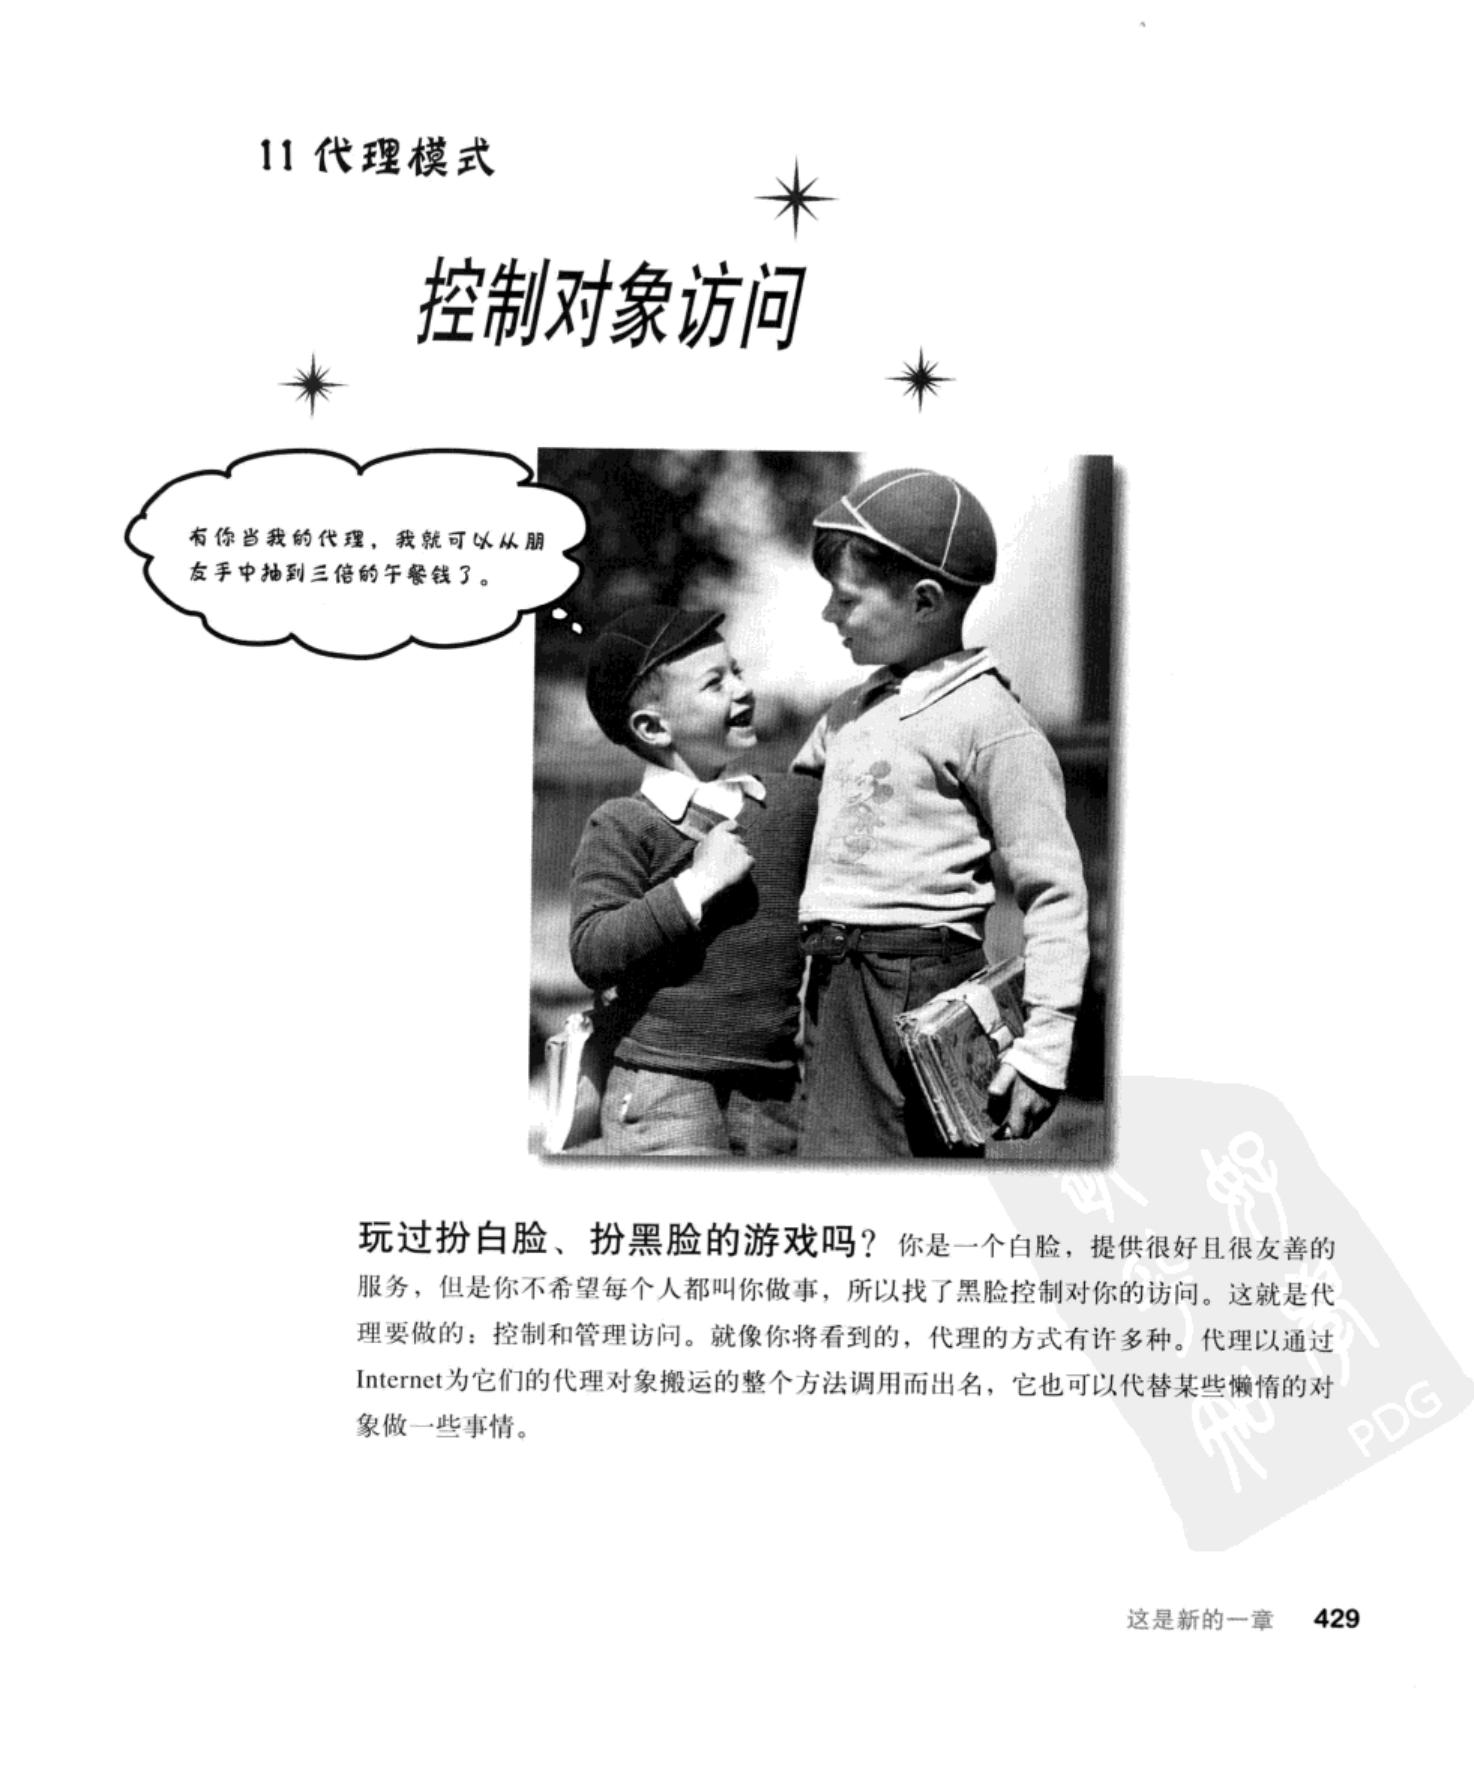 11 代理模式
控制对象访问
有你当我的代理，我就可以从朋
友手中抽到三倍的午餐钱了。
玩过扮白脸、扮黑脸的游戏吗？你是一个白脸，提供很好且很友善的
服务，但是你不希望每个人都叫你做事，所以找了黑脸控制对你的访问。这就是代
理要做的：控制和管理访问。就像你将看到的，代理的方式有许多种。代理以通过
Internet为它们的代理对象搬运的整个方法调用而出名，它也可以代替某些懒惰的对
象做一些事情。
PDG
这是新的一章 429